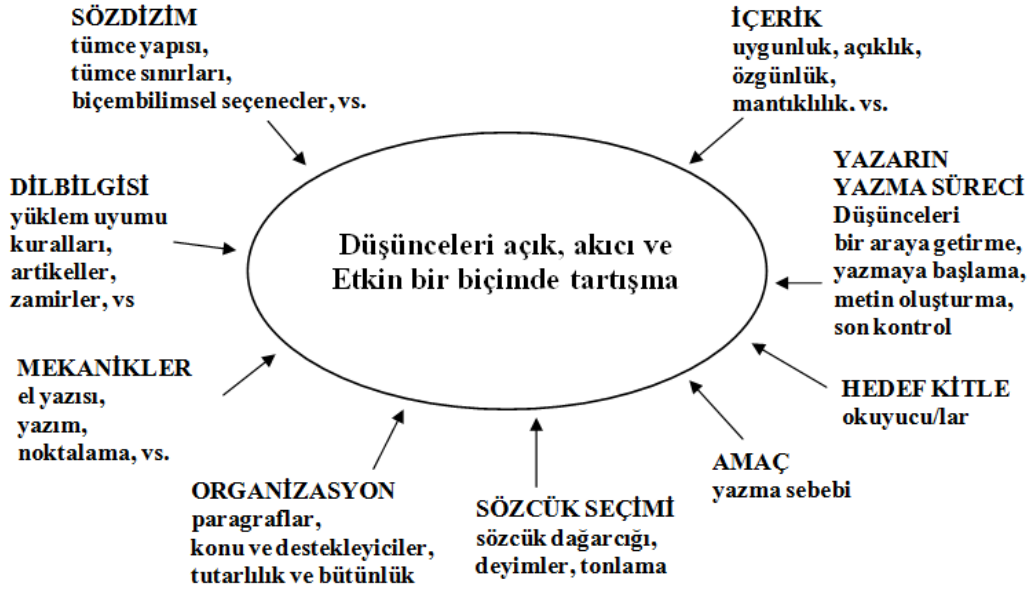 SÖZDİZİM
tümce yapısı,
tümce sınırları,
biçembilimsel seçenecler, vs.
İÇERİK
uygunluk, açıklık,
özgünlük,
mantıklılık. vs.
DİLBİLGİSİ
yüklem uyumu
kuralları,
artikeller,
zamirler, vs
Düşünceleri açık, akıcı ve
Etkin bir biçimde tartışma
YAZARIN
YAZMA SÜRECİ
Düşünceleri
bir araya getirme,
yazmaya başlama,
metin oluşturma,
son kontrol
MEKANİKLER
el yazısı,
yazım,
noktalama, vs.
HEDEF KİTLE
okuyucu/lar
ORGANİZASYON
paragraflar,
konu ve destekleyiciler,
tutarlılık ve bütünlük
SÖZCÜK SEÇİMİ
sözcük dağarcığı,
deyimler, tonlama
AMAÇ
yazma sebebi